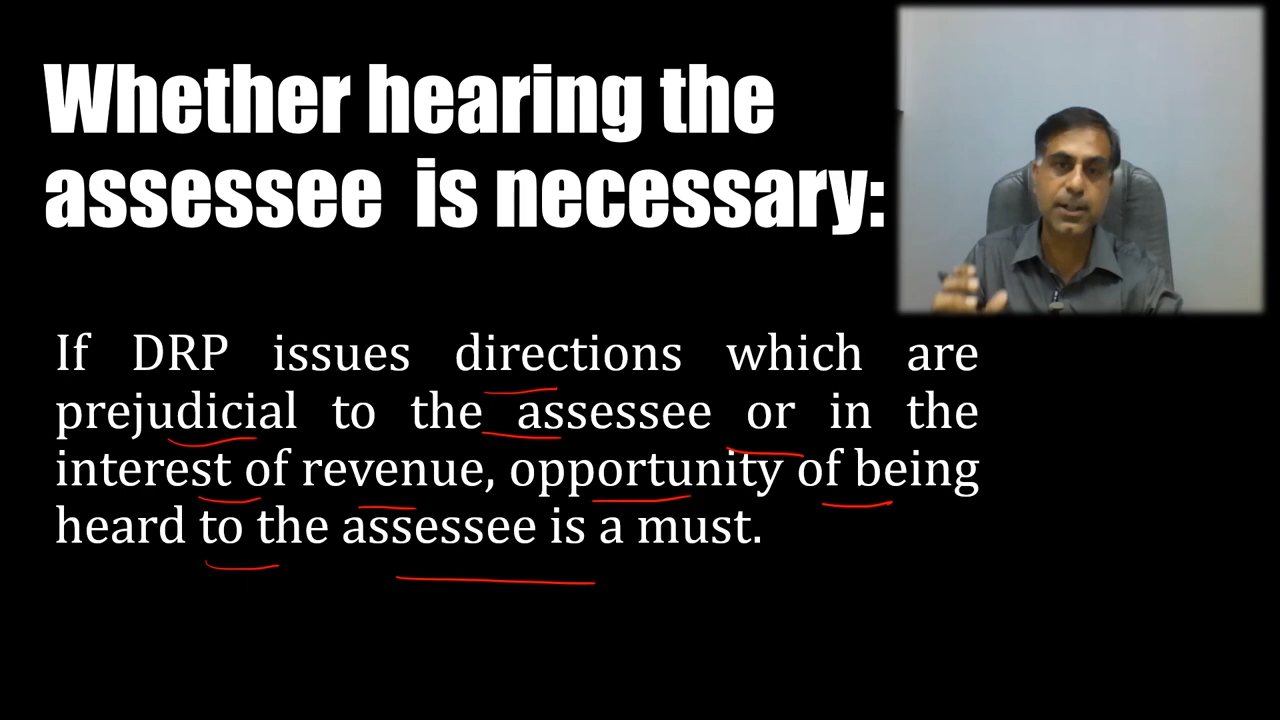 Whether hearing the
assessee is necessary:
If DRP issues directions which are
prejudicial to the assessee or in the
interest of revenue, opportunity of being
heard to the assessee is a must.